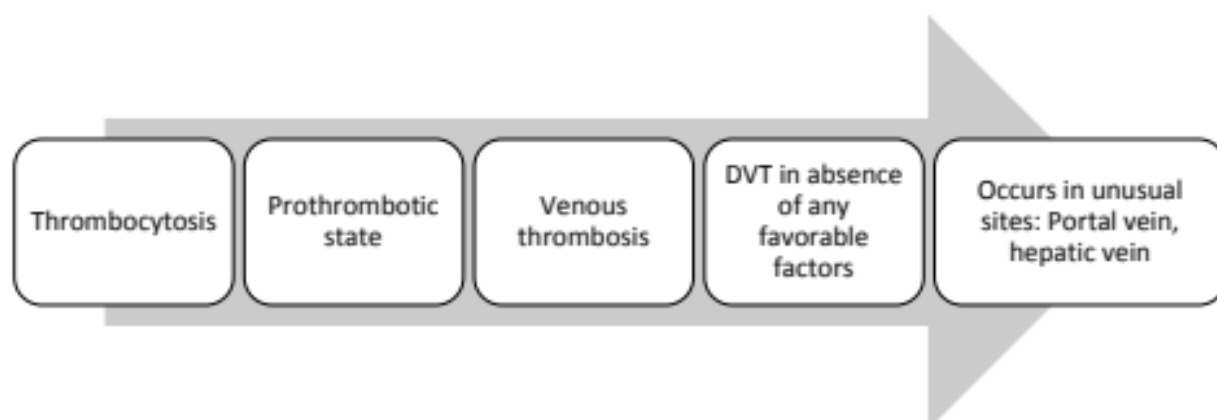 Thrombocytosis
Prothrombotic
state
Venous
thrombosis
DVT in absence
of any
favorable
factors
Occurs in unusual
sites: Portal vein,
hepatic vein